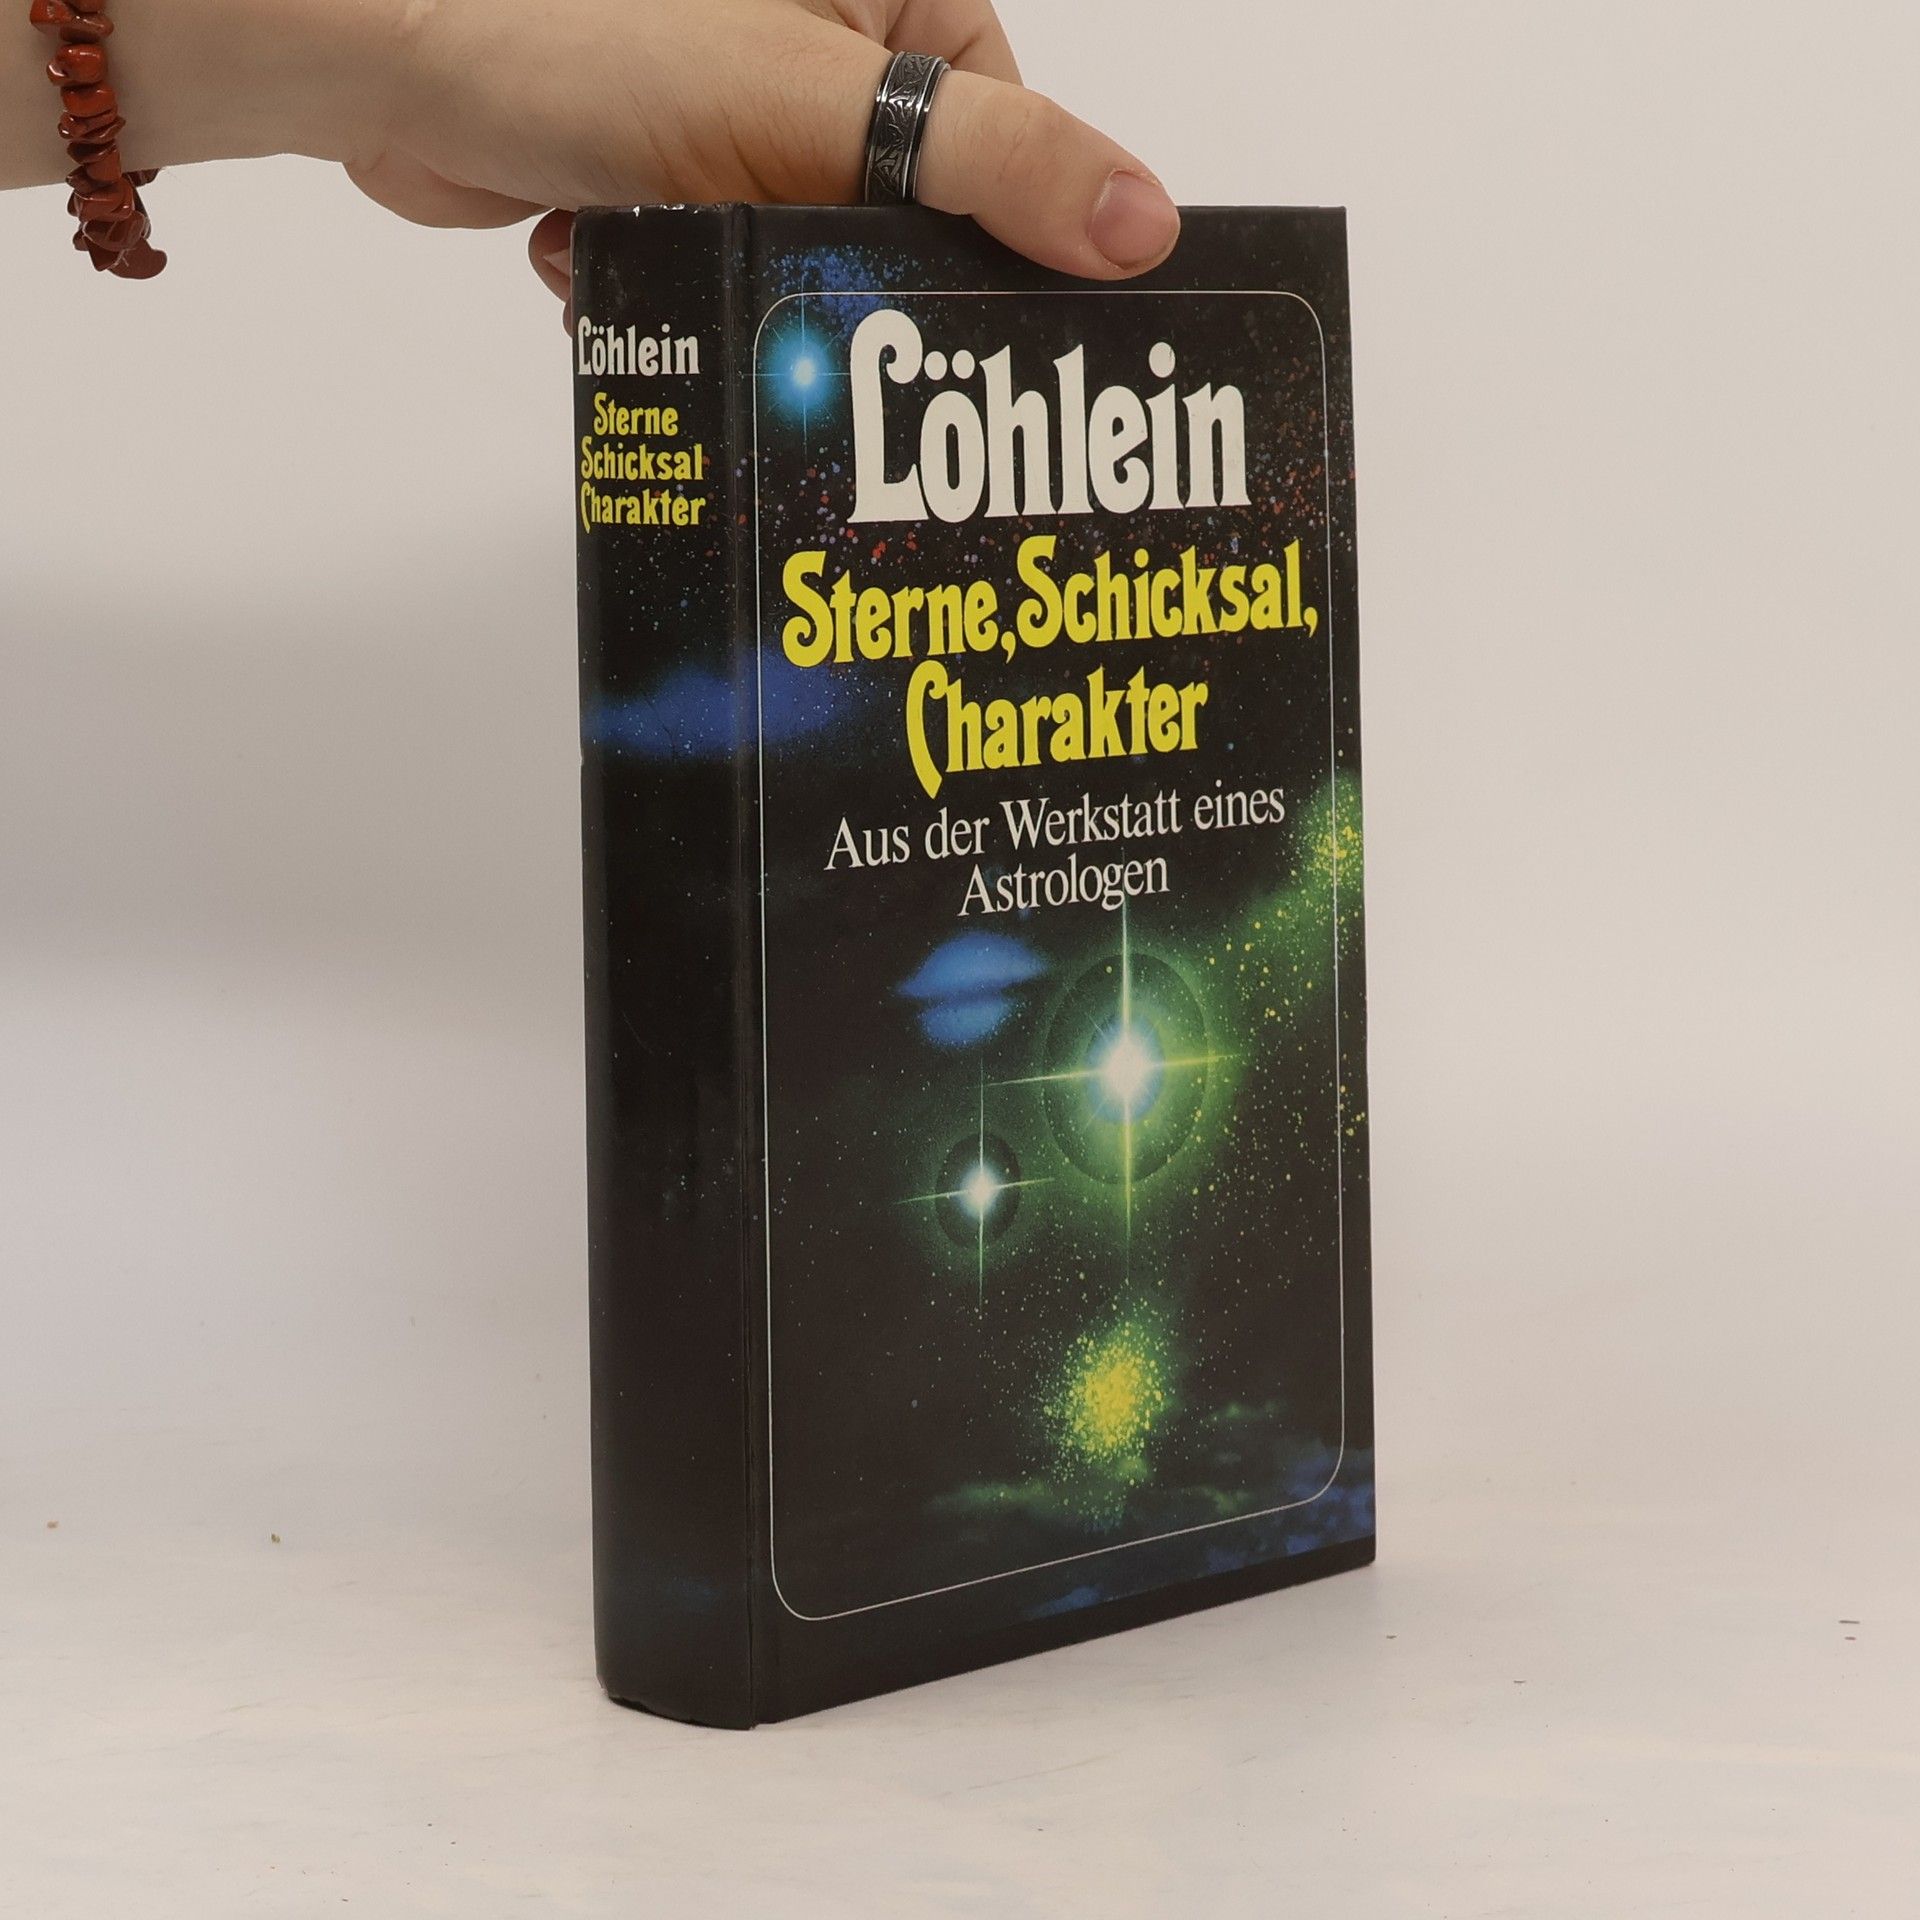 Löhlein
Sterne
Schicksal
Charakter
Löhlein
Sterne, Schicksal,
Charakter
Aus der Werkstatt eines
Astrologen